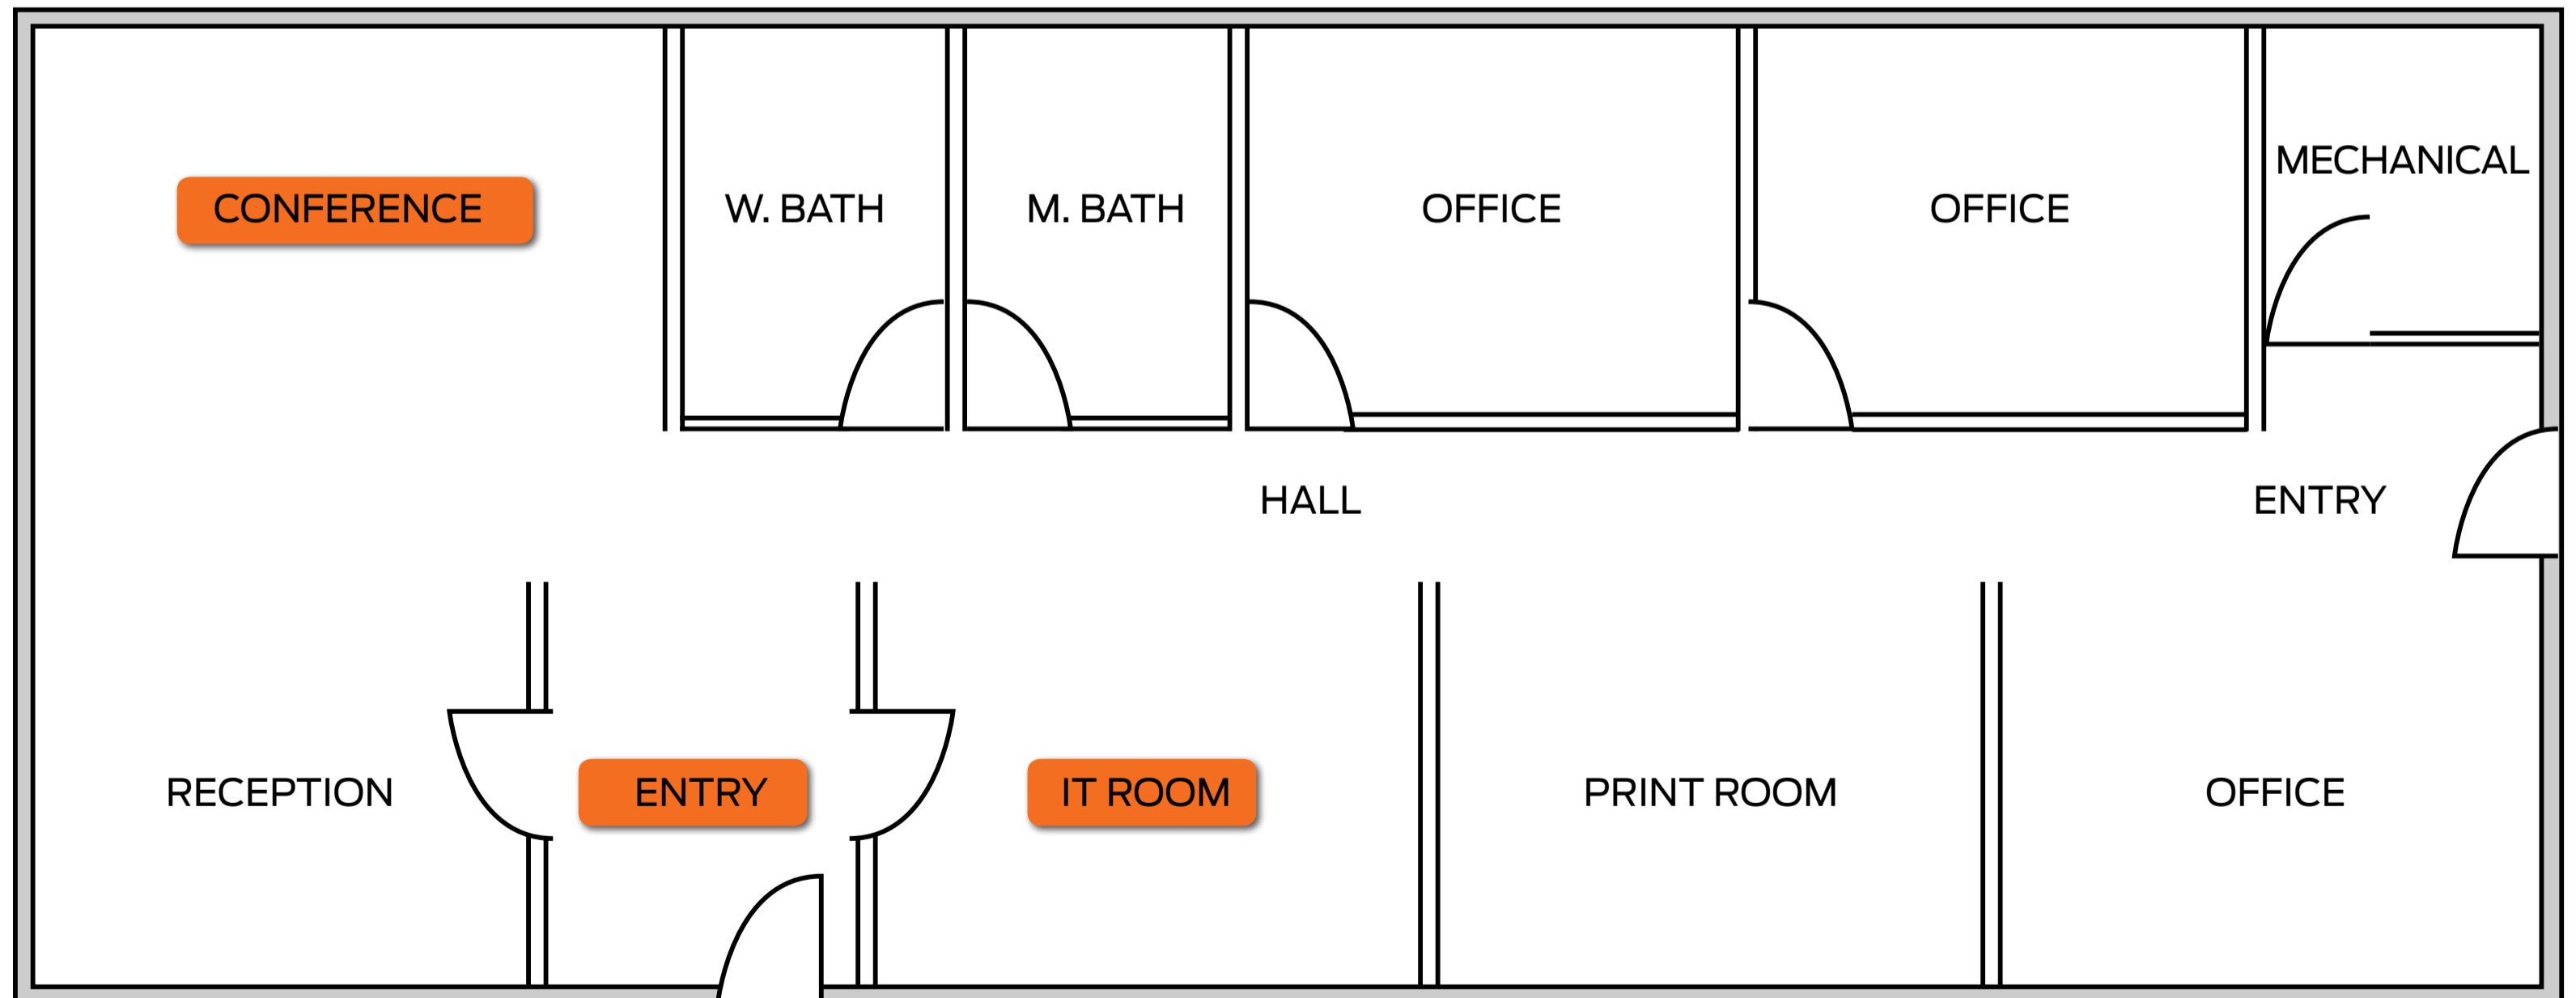 MECHANICAL
CONFERENCE
W. BATH
M. BATH
OFFICE
OFFICE
HALL
ENTRY
RECEPTION
ENTRY
IT ROOM
PRINT ROOM
OFFICE